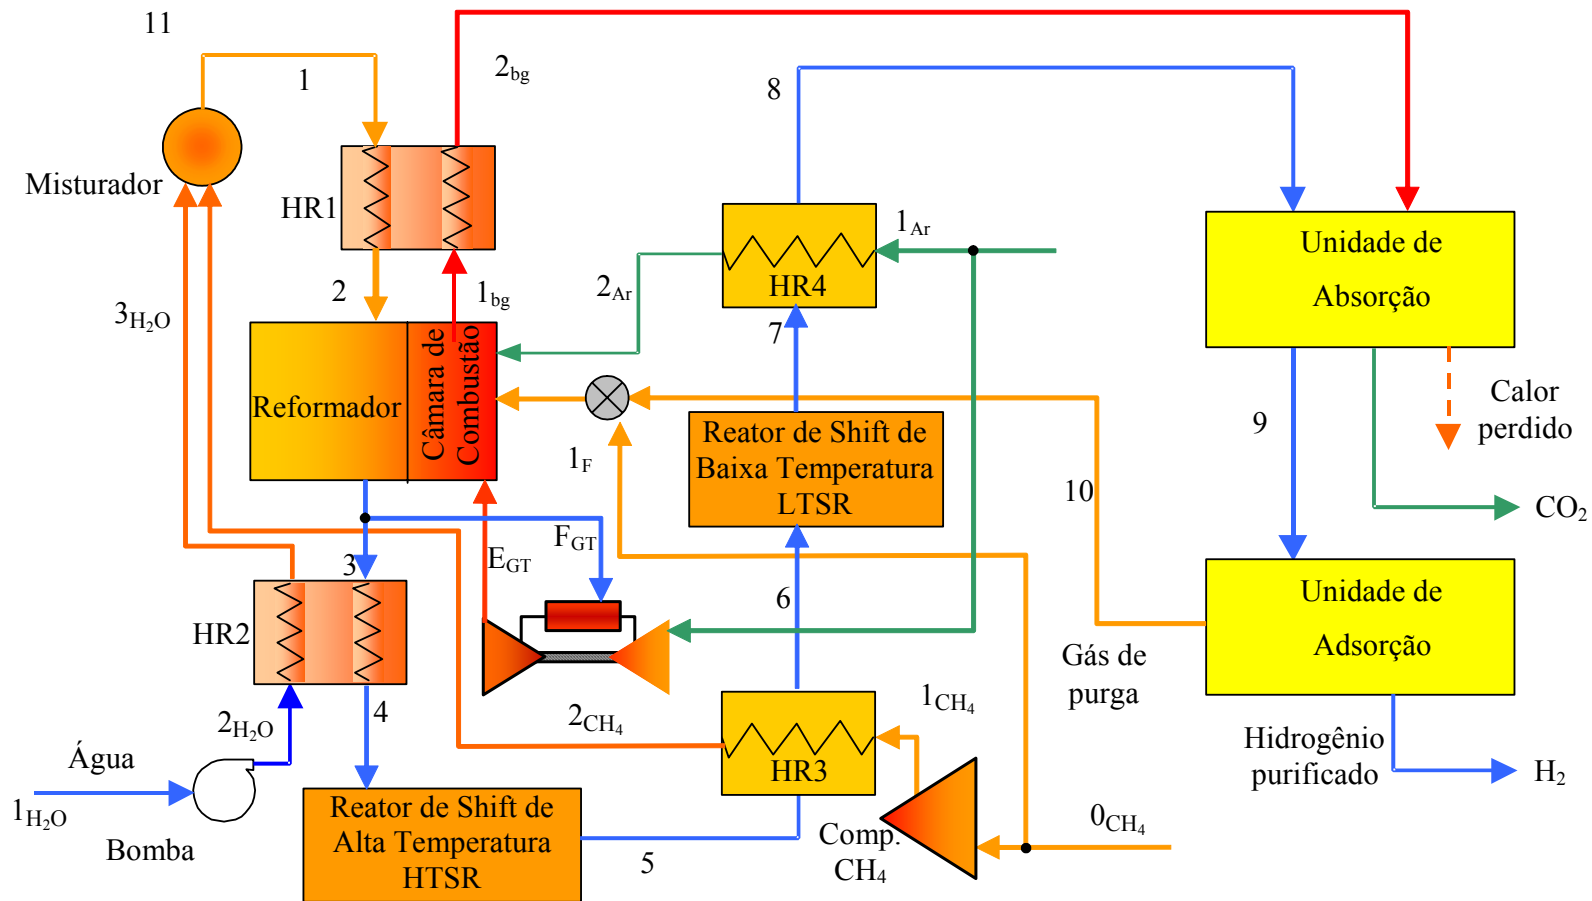 11
1
2bg
8
Misturador
HR1
1Ar
Unidade de
Absorção
2
1bg
2Ar
HR4
3H2O
7
Reformador
Câmara de
Combustão
Calor
perdido
1F
Reator de Shift de
Baixa Temperatura
LTSR
9
10
CO2
EGT
FGT
3
6
Unidade de
Adsorção
HR2
Gás de
purga
4
2H2O
2CH4
1CH4
Água
HR3
Hidrogênio
purificado
H2
1H2O
Bomba
Reator de Shift de
Alta Temperatura
HTSR
5
Comp.
CH4
0CH4